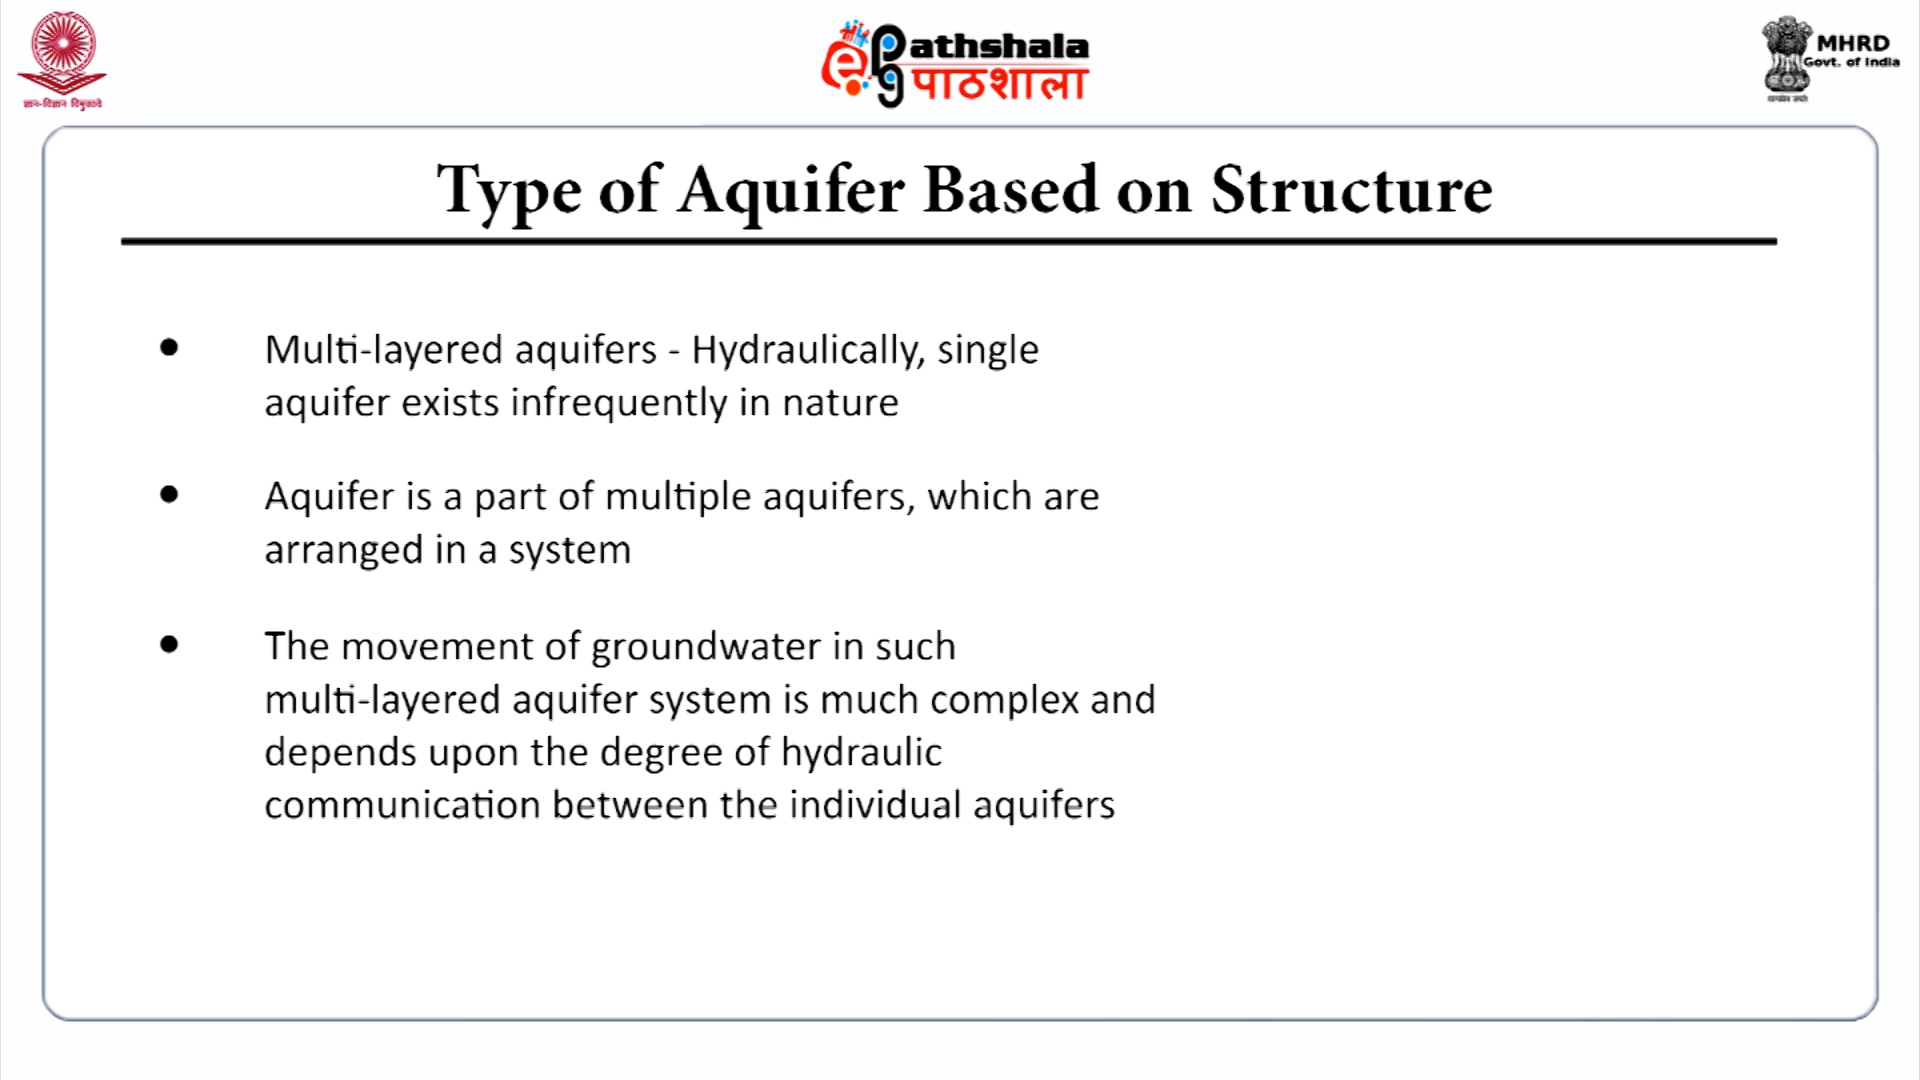 ज्ञान-विज्ञान विमुक्तये
e Pg athshala
पाठशाला
MHRD
Govt. of India
Type of Aquifer Based on Structure
• Multi-layered aquifers - Hydraulically, single
aquifer exists infrequently in nature
• Aquifer is a part of multiple aquifers, which are
arranged in a system
• The movement of groundwater in such
multi-layered aquifer system is much complex and
depends upon the degree of hydraulic
communication between the individual aquifers